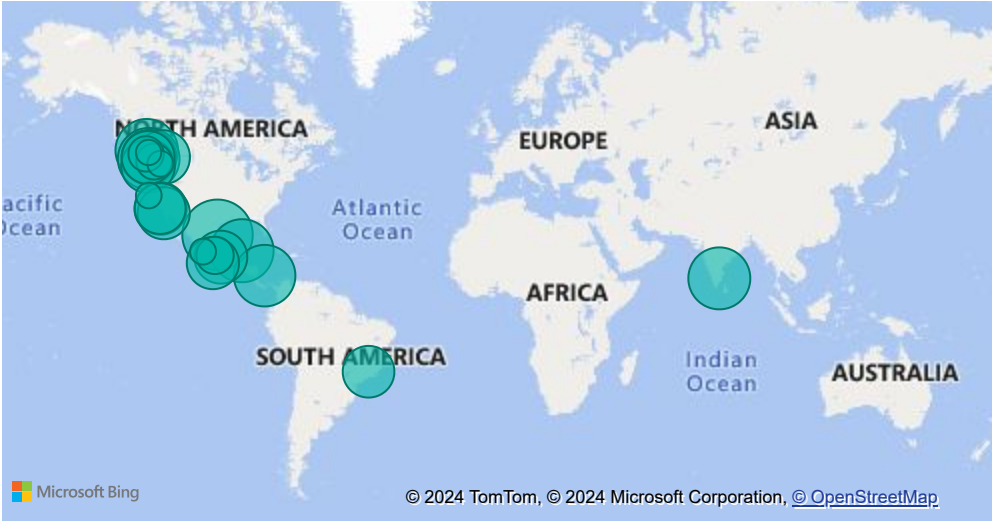 NORTH AMERICA
ASIA
EUROPE
acific
Ocean
Atlantic
Ocean
AFRICA
SOUTH AMERICA
Indian
Ocean
AUSTRALIA
Microsoft Bing
© 2024 TomTom, © 2024 Microsoft Corporation, © OpenStreetMap